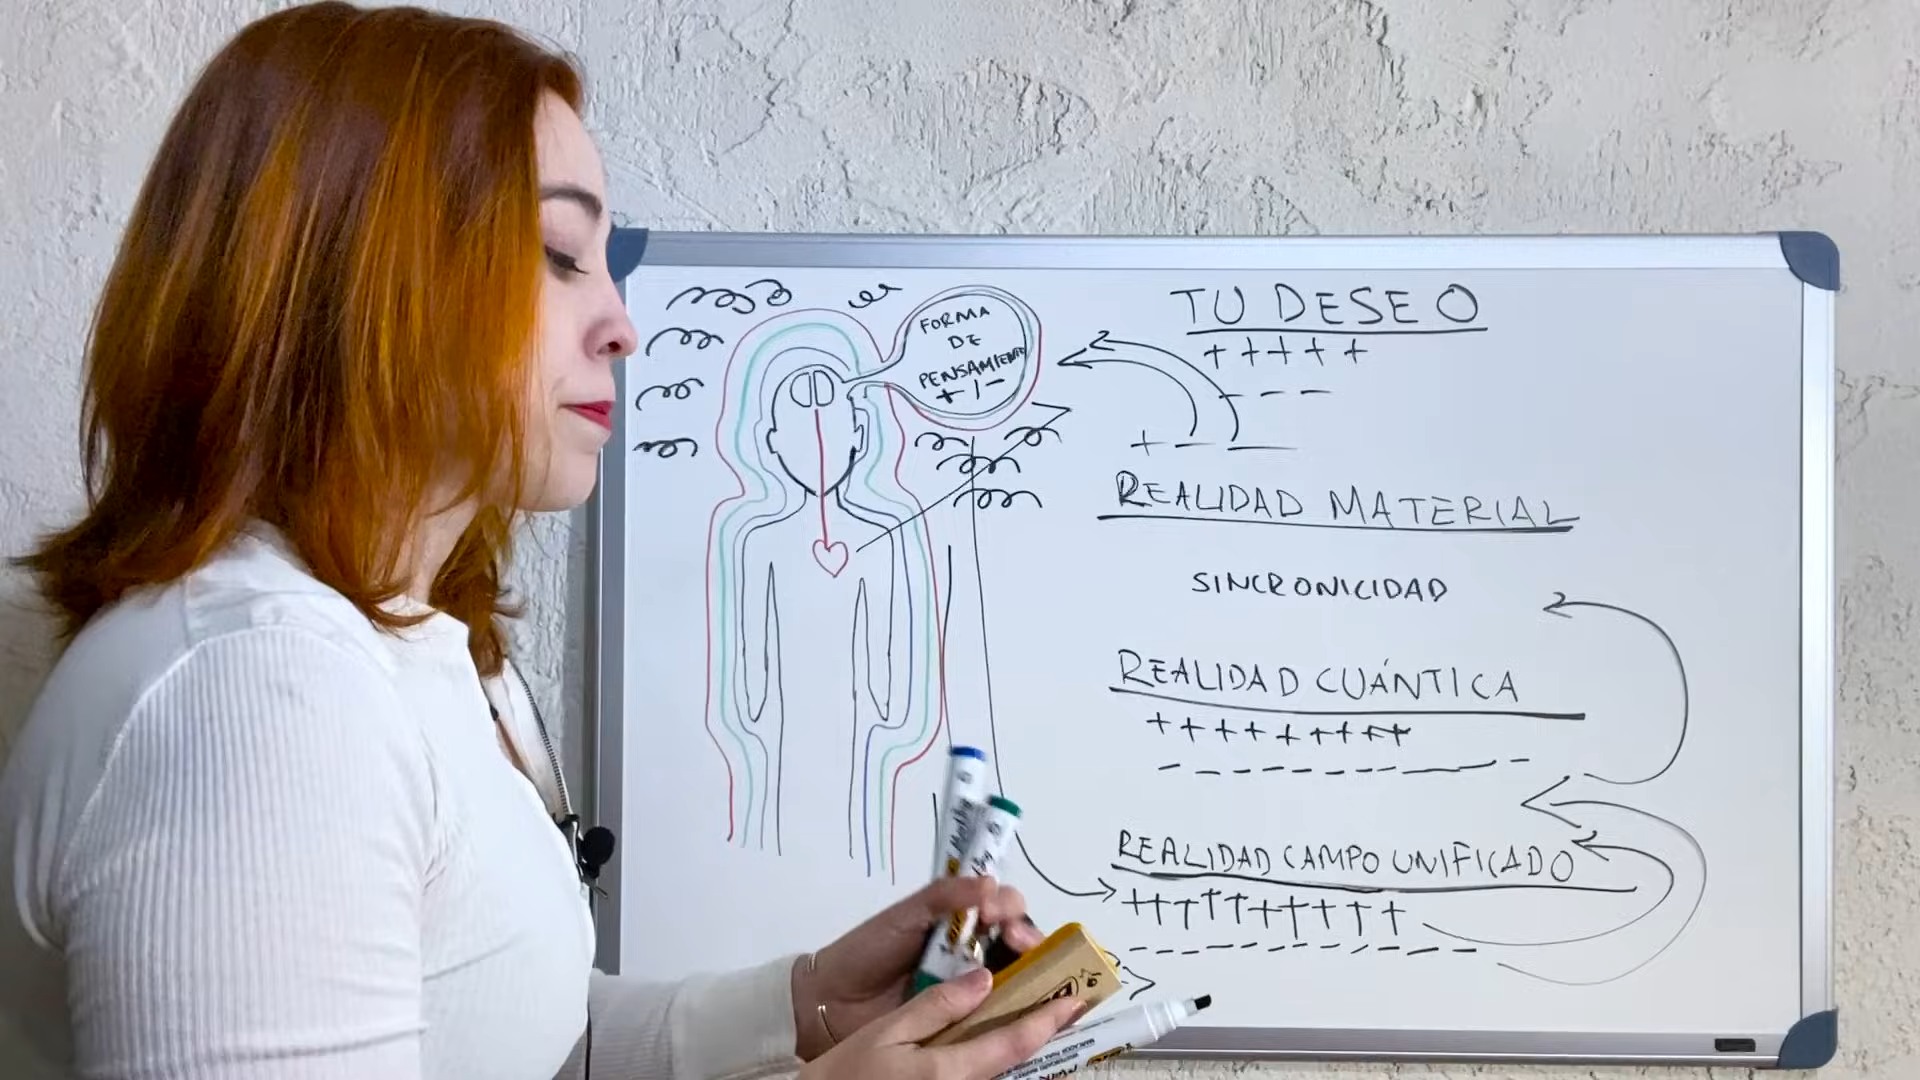 FORMA
DE
PENSAMIENTO
+ / -
TU DESEO
+ + + + +
- - - -
+ - -
REALIDAD MATERIAL
SINCRONICIDAD
REALIDAD CUÁNTICA
+ + + + + + + + +
- - - - - - - - - -
REALIDAD CAMPO UNIFICADO
+ + + + + + + + + +
- - - - - - - - - -